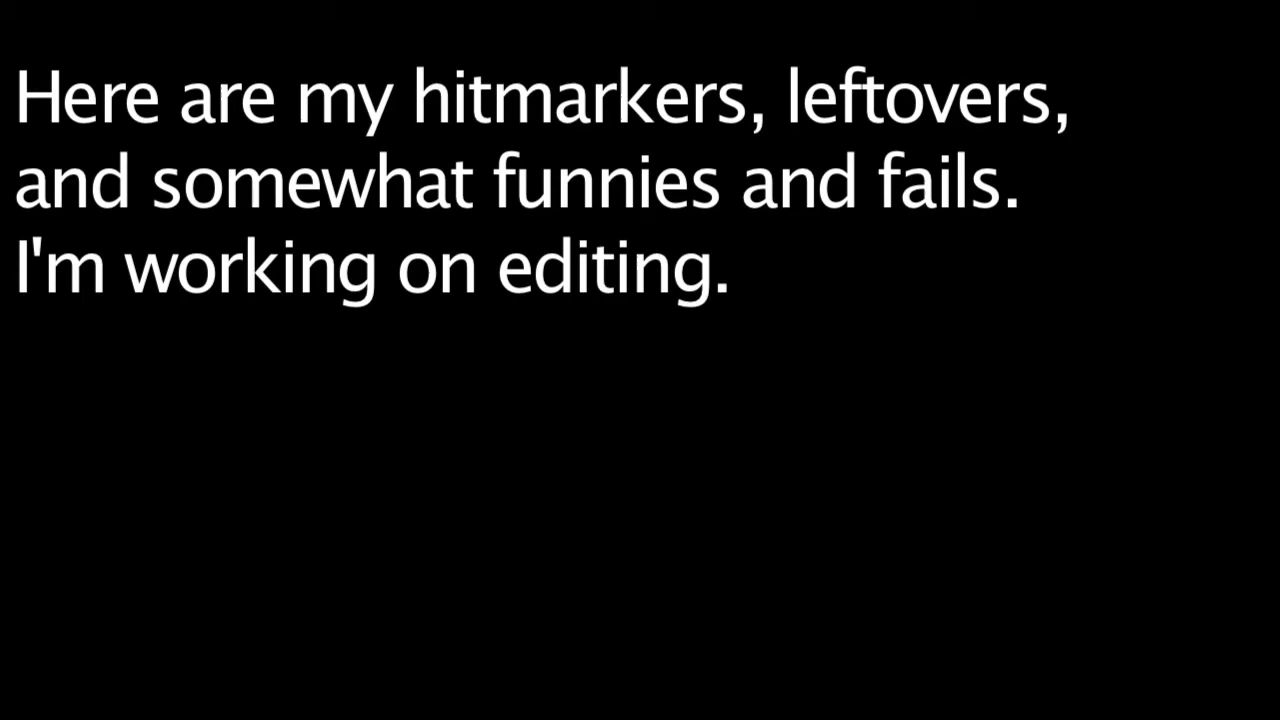 Here are my hitmarkers, leftovers,
and somewhat funnies and fails.
I'm working on editing.